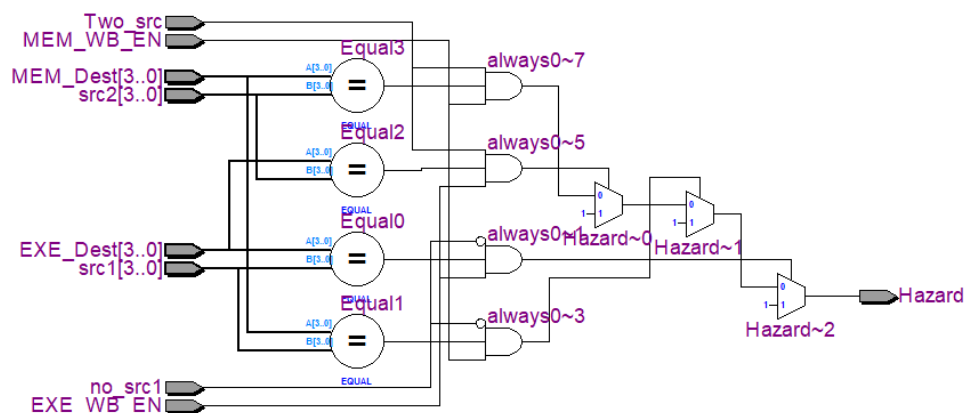 Two_src
MEM_WB_EN
Equal3
always0~7
MEM_Dest[3..0]
src2[3..0]
A[3..0]
B[3..0]
=
EQUAL
Equal2
always0~5
A[3..0]
B[3..0]
=
EQUAL
0
1
1
Hazard~0
0
1
1
Hazard~1
Equal0
always0~1
EXE_Dest[3..0]
src1[3..0]
A[3..0]
B[3..0]
=
EQUAL
0
1
1
Hazard~2
Hazard
Equal1
always0~3
A[3..0]
B[3..0]
=
EQUAL
no_src1
EXE_WB_EN